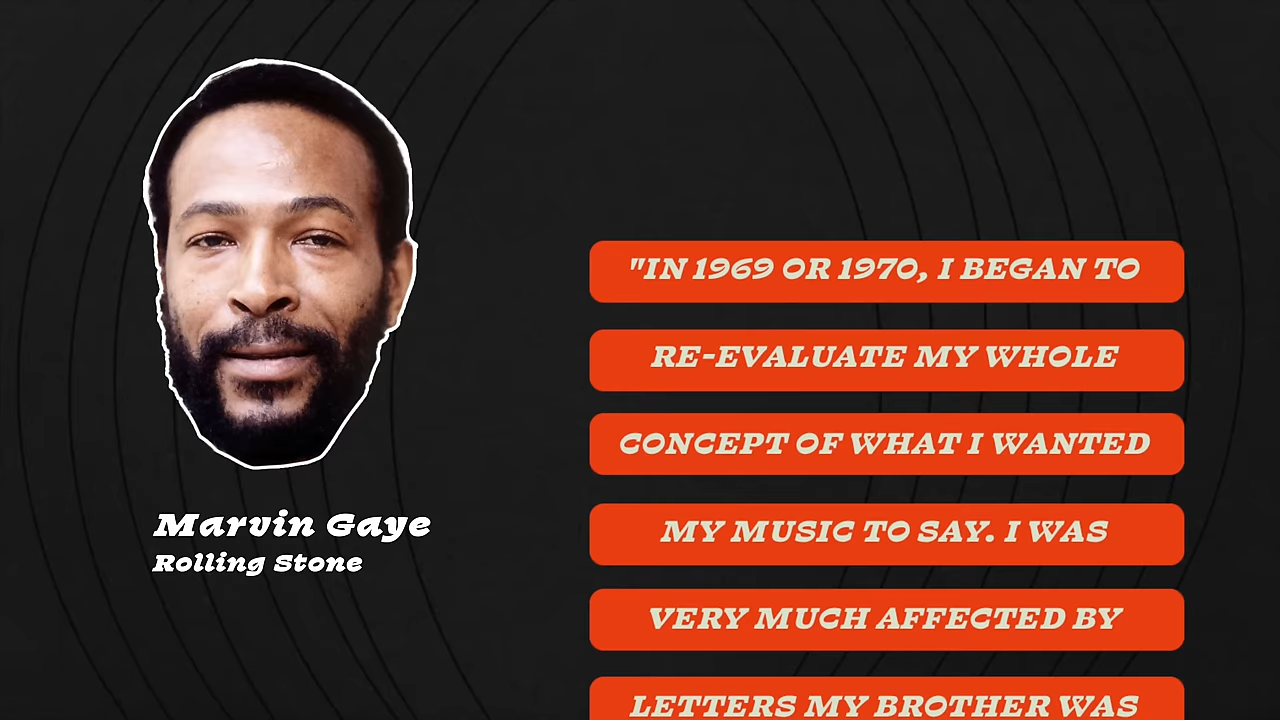 Marvin Gaye
Rolling Stone
"IN 1969 OR 1970, I BEGAN TO
RE-EVALUATE MY WHOLE
CONCEPT OF WHAT I WANTED
MY MUSIC TO SAY. I WAS
VERY MUCH AFFECTED BY
LETTERS MY BROTHER WAS